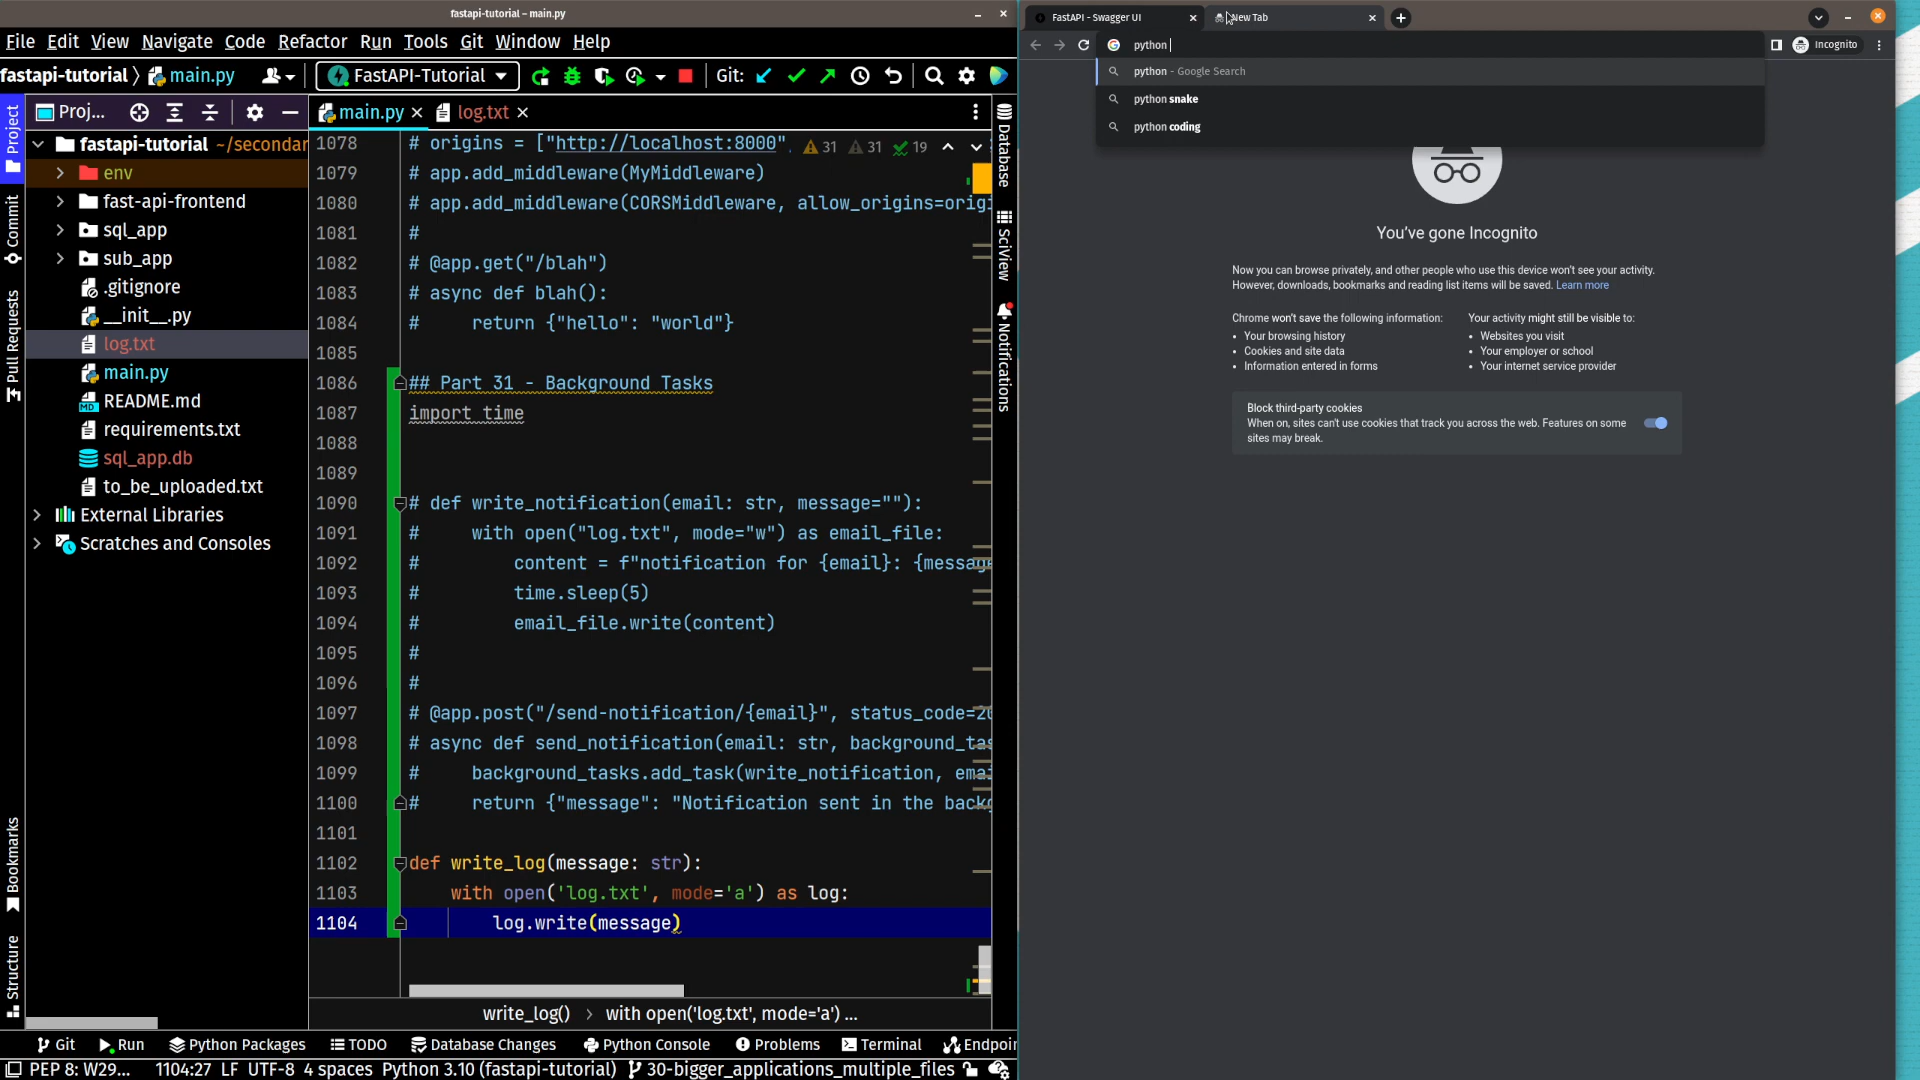 fastapi-tutorial – main.py
File Edit View Navigate Code Refactor Run Tools Git Window Help
fastapi-tutorial main.py FastAPI-Tutorial Git:
Proj... main.py log.txt
Project
Commit
Pull Requests
Bookmarks
Structure
fastapi-tutorial ~/secondar
env
fast-api-frontend
sql_app
sub_app
.gitignore
__init__.py
log.txt
main.py
README.md
requirements.txt
sql_app.db
to_be_uploaded.txt
External Libraries
Scratches and Consoles
1078 # origins = ["http://localhost:8000", 31 31 19
1079 # app.add_middleware(MyMiddleware)
1080 # app.add_middleware(CORSMiddleware, allow_origins=origi
1081 #
1082 # @app.get("/blah")
1083 # async def blah():
1084 #     return {"hello": "world"}
1085
1086 ## Part 31 - Background Tasks
1087 import time
1088
1089
1090 # def write_notification(email: str, message=""):
1091 #     with open("log.txt", mode="w") as email_file:
1092 #         content = f"notification for {email}: {message
1093 #         time.sleep(5)
1094 #         email_file.write(content)
1095 #
1096 #
1097 # @app.post("/send-notification/{email}", status_code=20
1098 # async def send_notification(email: str, background_tas
1099 #     background_tasks.add_task(write_notification, emai
1100 #     return {"message": "Notification sent in the backg
1101
1102 def write_log(message: str):
1103     with open('log.txt', mode='a') as log:
1104         log.write(message)
write_log() › with open('log.txt', mode='a') ...
Database
SciView
Notifications
Git Run Python Packages TODO Database Changes Python Console Problems Terminal Endpoin
PEP 8: W29... 1104:27 LF UTF-8 4 spaces Python 3.10 (fastapi-tutorial) 30-bigger_applications_multiple_files
FastAPI - Swagger UI New Tab
python Incognito
python - Google Search
python snake
python coding
You've gone Incognito
Now you can browse privately, and other people who use this device won't see your activity.
However, downloads, bookmarks and reading list items will be saved. Learn more
Chrome won't save the following information:
• Your browsing history
• Cookies and site data
• Information entered in forms
Your activity might still be visible to:
• Websites you visit
• Your employer or school
• Your internet service provider
Block third-party cookies
When on, sites can't use cookies that track you across the web. Features on some
sites may break.